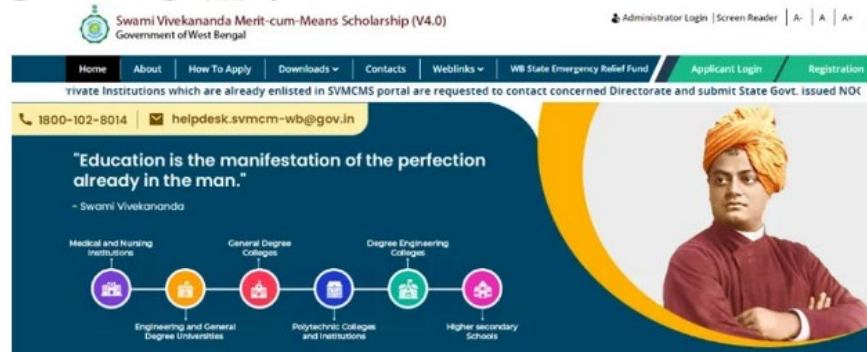 Swami Vivekananda Merit-cum-Means Scholarship (V4.0)
Government of West Bengal
Administrator Login | Screen Reader | A- | A | A+
Home | About | How To Apply | Downloads | Contacts | Weblinks | WB State Emergency Relief Fund Applicant Login Registration
Private Institutions which are already enlisted in SVMCMS portal are requested to contact concerned Directorate and submit State Govt. issued NOC
1800-102-8014 | helpdesk.svmcm-wb@gov.in
"Education is the manifestation of the perfection
already in the man."
- Swami Vivekananda
Medical and Nursing
Institutions
General Degree
Colleges
Degree Engineering
Colleges
Engineering and General
Degree Universities
Polytechnic Colleges
and Institutions
Higher secondary
Schools